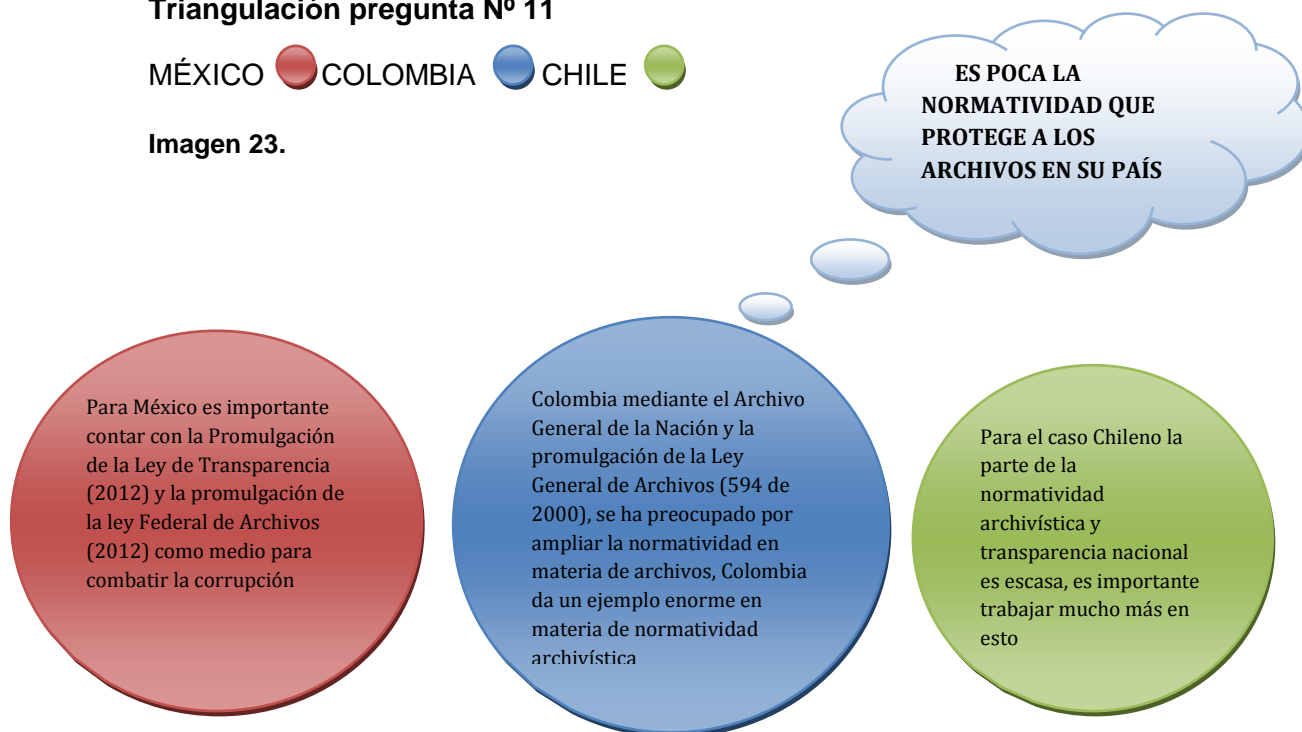 Triangulación pregunta Nº 11
MÉXICO COLOMBIA CHILE
Imagen 23.
ES POCA LA
NORMATIVIDAD QUE
PROTEGE A LOS
ARCHIVOS EN SU PAÍS
Para México es importante
contar con la Promulgación
de la Ley de Transparencia
(2012) y la promulgación de
la ley Federal de Archivos
(2012) como medio para
combatir la corrupción
Colombia mediante el Archivo
General de la Nación y la
promulgación de la Ley
General de Archivos (594 de
2000), se ha preocupado por
ampliar la normatividad en
materia de archivos, Colombia
da un ejemplo enorme en
materia de normatividad
archivística
Para el caso Chileno la
parte de la
normatividad
archivística y
transparencia nacional
es escasa, es importante
trabajar mucho más en
esto